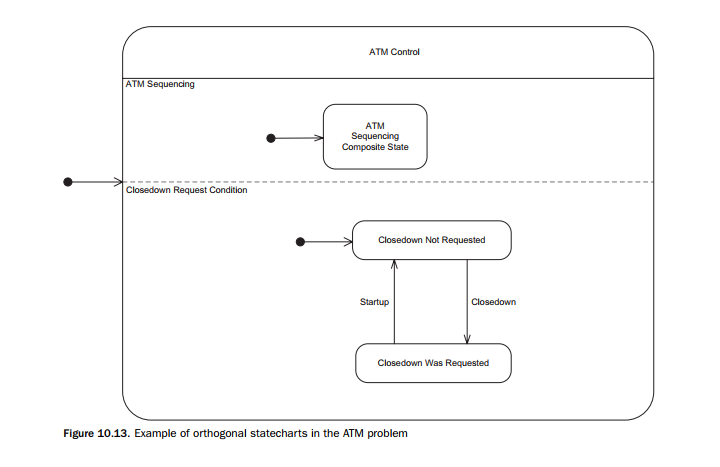 ATM Control
ATM Sequencing
ATM
Sequencing
Composite State
Closedown Request Condition
Closedown Not Requested
Startup
Closedown
Closedown Was Requested
Figure 10.13. Example of orthogonal statecharts in the ATM problem